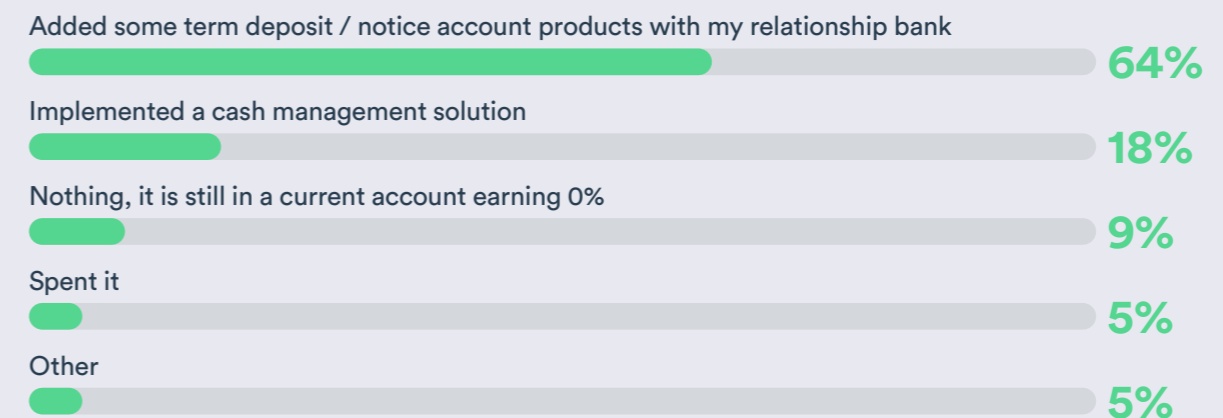 Added some term deposit / notice account products with my relationship bank
64%
Implemented a cash management solution
18%
Nothing, it is still in a current account earning 0%
9%
Spent it
5%
Other
5%